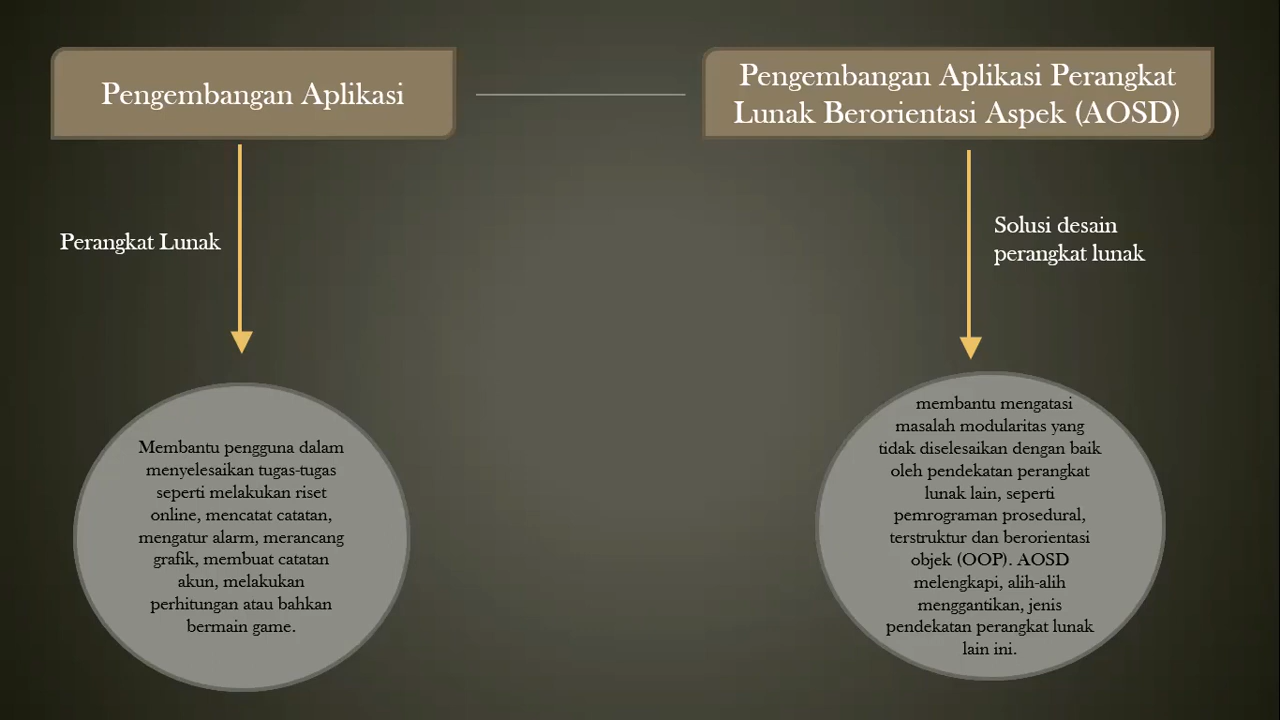 Pengembangan Aplikasi
Perangkat Lunak
Membantu pengguna dalam
menyelesaikan tugas-tugas
seperti melakukan riset
online, mencatat catatan,
mengatur alarm, merancang
grafik, membuat catatan
akun, melakukan
perhitungan atau bahkan
bermain game.
Pengembangan Aplikasi Perangkat
Lunak Berorientasi Aspek (AOSD)
Solusi desain
perangkat lunak
membantu mengatasi
masalah modularitas yang
tidak diselesaikan dengan baik
oleh pendekatan perangkat
lunak lain, seperti
pemrograman prosedural,
terstruktur dan berorientasi
objek (OOP). AOSD
melengkapi, alih-alih
menggantikan, jenis
pendekatan perangkat lunak
lain ini.